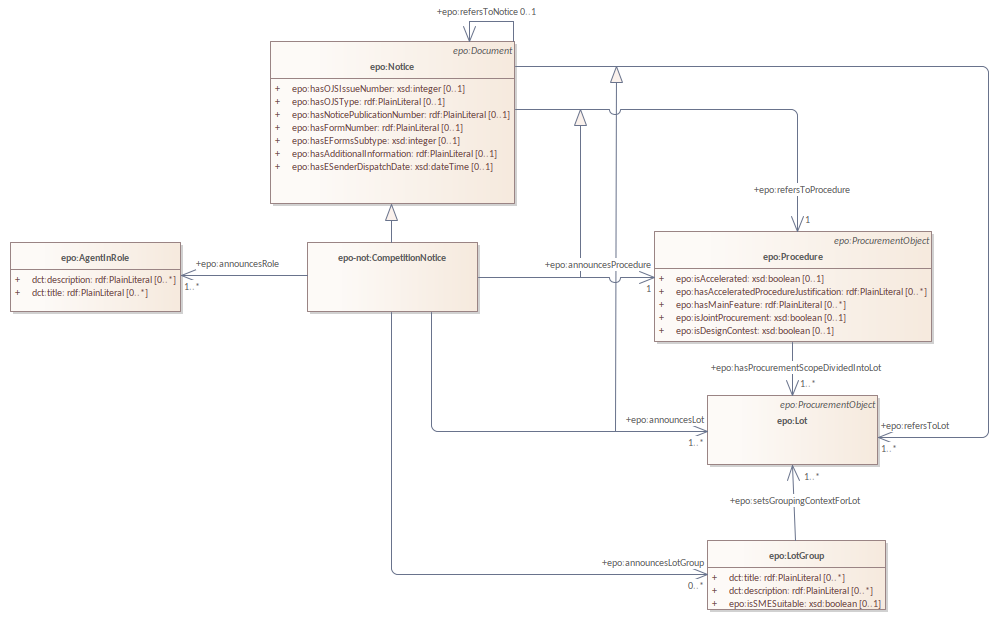 +epo:refersToNotice 0..1
epo:Document
epo:Notice
+ epo:hasOJSIssueNumber: xsd:integer [0..1]
+ epo:hasOJSType: rdf:PlainLiteral [0..1]
+ epo:hasNoticePublicationNumber: rdf:PlainLiteral [0..1]
+ epo:hasFormNumber: rdf:PlainLiteral [0..1]
+ epo:hasEFormsSubtype: xsd:integer [0..1]
+ epo:hasAdditionalInformation: rdf:PlainLiteral [0..1]
+ epo:hasESenderDispatchDate: xsd:dateTime [0..1]
+epo:refersToProcedure
1
epo:AgentInRole
+ dct:description: rdf:PlainLiteral [0..*]
+ dct:title: rdf:PlainLiteral [0..*]
+epo:announcesRole
1..*
epo-not:CompetitionNotice
+epo:announcesProcedure
1
epo:ProcurementObject
epo:Procedure
+ epo:isAccelerated: xsd:boolean [0..1]
+ epo:hasAcceleratedProcedureJustification: rdf:PlainLiteral [0..*]
+ epo:hasMainFeature: rdf:PlainLiteral [0..*]
+ epo:isJointProcurement: xsd:boolean [0..1]
+ epo:isDesignContest: xsd:boolean [0..1]
+epo:hasProcurementScopeDividedIntoLot
1..*
epo:ProcurementObject
epo:Lot
+epo:announcesLot
1..*
+epo:refersToLot
1..*
1..*
+epo:setsGroupingContextForLot
+epo:announcesLotGroup
0..*
epo:LotGroup
+ dct:title: rdf:PlainLiteral [0..*]
+ dct:description: rdf:PlainLiteral [0..*]
+ epo:isSMESuitable: xsd:boolean [0..1]